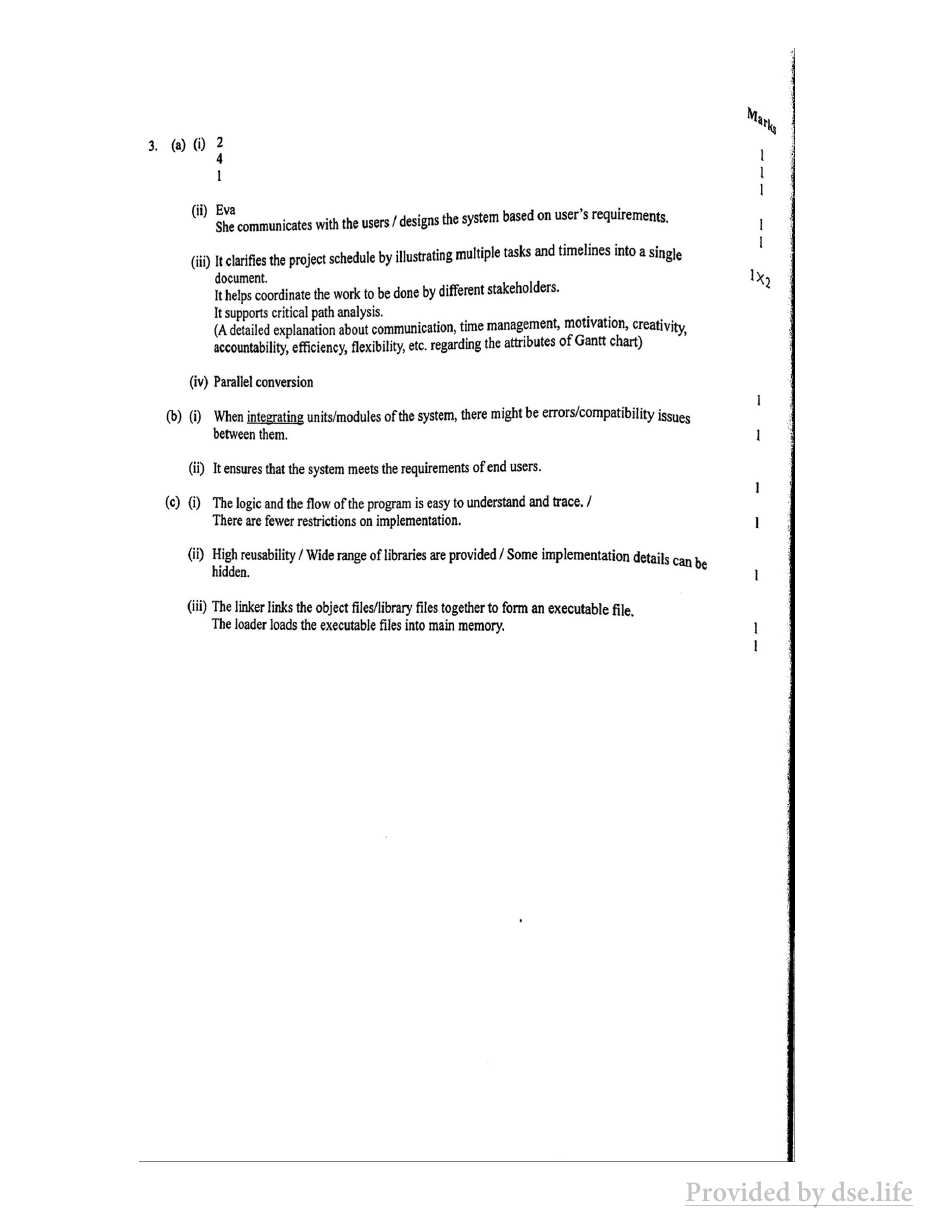 Marks
3. (a) (i) 2 1
4 1
1 1
(ii) Eva 1
She communicates with the users / designs the system based on user's requirements. 1
(iii) It clarifies the project schedule by illustrating multiple tasks and timelines into a single 1×2
document.
It helps coordinate the work to be done by different stakeholders.
It supports critical path analysis.
(A detailed explanation about communication, time management, motivation, creativity,
accountability, efficiency, flexibility, etc. regarding the attributes of Gantt chart)
(iv) Parallel conversion 1
(b) (i) When integrating units/modules of the system, there might be errors/compatibility issues 1
between them.
(ii) It ensures that the system meets the requirements of end users. 1
(c) (i) The logic and the flow of the program is easy to understand and trace. / 1
There are fewer restrictions on implementation.
(ii) High reusability / Wide range of libraries are provided / Some implementation details can be 1
hidden.
(iii) The linker links the object files/library files together to form an executable file. 1
The loader loads the executable files into main memory. 1
Provided by dse.life